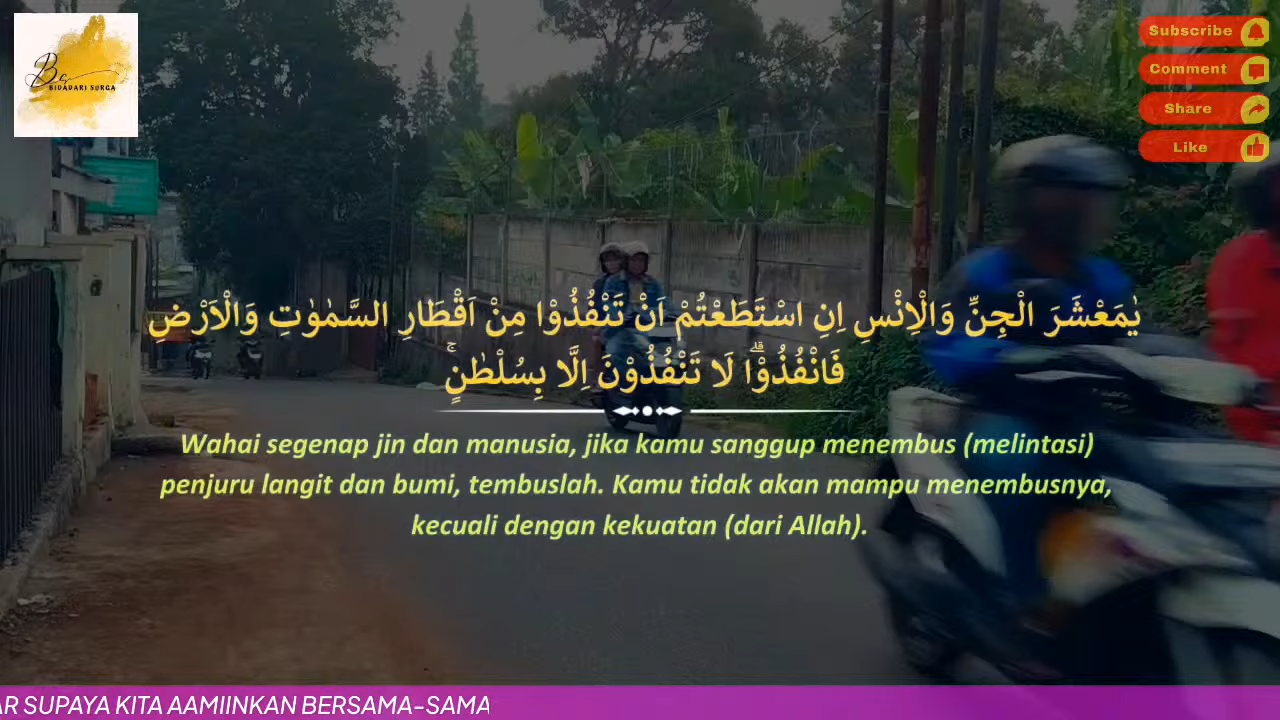 Bs
BIDADARI SURGA
Subscribe
Comment
Share
Like
يٰمَعْشَرَ الْجِنِّ وَالْاِنْسِ اِنِ اسْتَطَعْتُمْ اَنْ تَنْفُذُوْا مِنْ اَقْطَارِ السَّمٰوٰتِ وَالْاَرْضِ
فَانْفُذُوْاۗ لَا تَنْفُذُوْنَ اِلَّا بِسُلْطٰنٍۚ
Wahai segenap jin dan manusia, jika kamu sanggup menembus (melintasi)
penjuru langit dan bumi, tembuslah. Kamu tidak akan mampu menembusnya,
kecuali dengan kekuatan (dari Allah).
AR SUPAYA KITA AAMIINKAN BERSAMA-SAMA